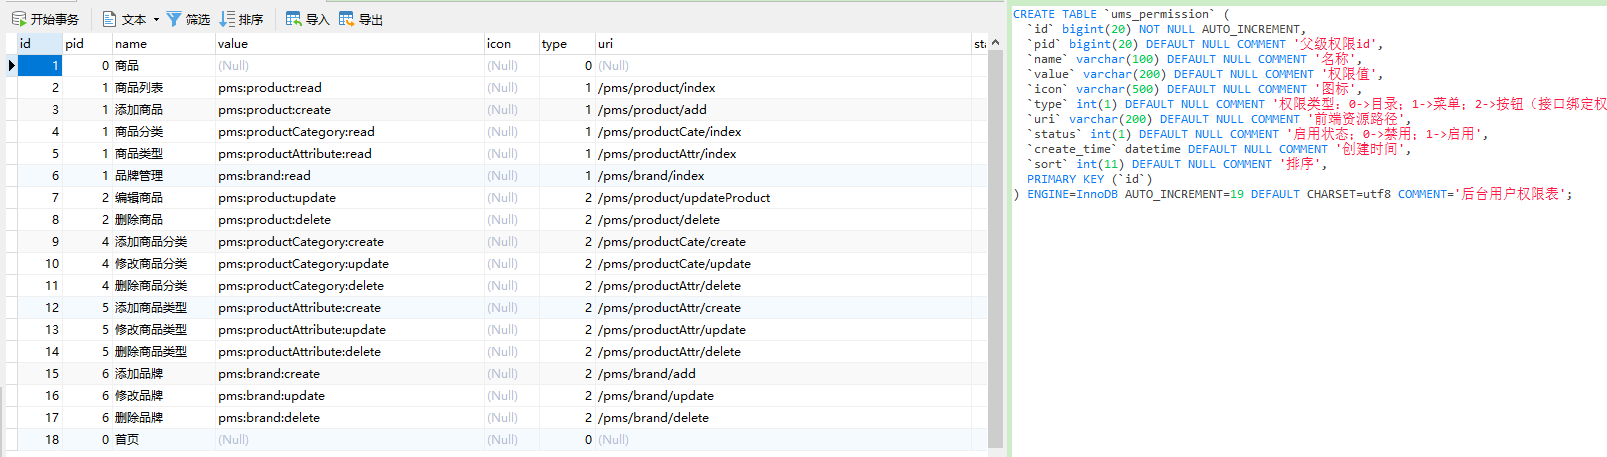 开始事务 文本 筛选 排序 导入 导出
id pid name value icon type uri sta
1 0 商品 (Null) (Null) 0 (Null)
2 1 商品列表 pms:product:read (Null) 1 /pms/product/index
3 1 添加商品 pms:product:create (Null) 1 /pms/product/add
4 1 商品分类 pms:productCategory:read (Null) 1 /pms/productCate/index
5 1 商品类型 pms:productAttribute:read (Null) 1 /pms/productAttr/index
6 1 品牌管理 pms:brand:read (Null) 1 /pms/brand/index
7 2 编辑商品 pms:product:update (Null) 2 /pms/product/updateProduct
8 2 删除商品 pms:product:delete (Null) 2 /pms/product/delete
9 4 添加商品分类 pms:productCategory:create (Null) 2 /pms/productCate/create
10 4 修改商品分类 pms:productCategory:update (Null) 2 /pms/productCate/update
11 4 删除商品分类 pms:productCategory:delete (Null) 2 /pms/productAttr/delete
12 5 添加商品类型 pms:productAttribute:create (Null) 2 /pms/productAttr/create
13 5 修改商品类型 pms:productAttribute:update (Null) 2 /pms/productAttr/update
14 5 删除商品类型 pms:productAttribute:delete (Null) 2 /pms/productAttr/delete
15 6 添加品牌 pms:brand:create (Null) 2 /pms/brand/add
16 6 修改品牌 pms:brand:update (Null) 2 /pms/brand/update
17 6 删除品牌 pms:brand:delete (Null) 2 /pms/brand/delete
18 0 首页 (Null) (Null) 0 (Null)
CREATE TABLE `ums_permission` (
`id` bigint(20) NOT NULL AUTO_INCREMENT,
`pid` bigint(20) DEFAULT NULL COMMENT '父级权限id',
`name` varchar(100) DEFAULT NULL COMMENT '名称',
`value` varchar(200) DEFAULT NULL COMMENT '权限值',
`icon` varchar(500) DEFAULT NULL COMMENT '图标',
`type` int(1) DEFAULT NULL COMMENT '权限类型：0->目录；1->菜单；2->按钮（接口绑定权
`uri` varchar(200) DEFAULT NULL COMMENT '前端资源路径',
`status` int(1) DEFAULT NULL COMMENT '启用状态；0->禁用；1->启用',
`create_time` datetime DEFAULT NULL COMMENT '创建时间',
`sort` int(11) DEFAULT NULL COMMENT '排序',
PRIMARY KEY (`id`)
) ENGINE=InnoDB AUTO_INCREMENT=19 DEFAULT CHARSET=utf8 COMMENT='后台用户权限表';